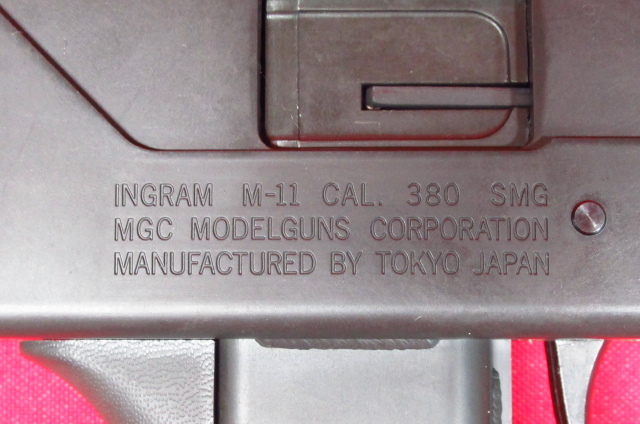 INGRAM M-11 CAL. 380 SMG
MGC MODELGUNS CORPORATION
MANUFACTURED BY TOKYO JAPAN